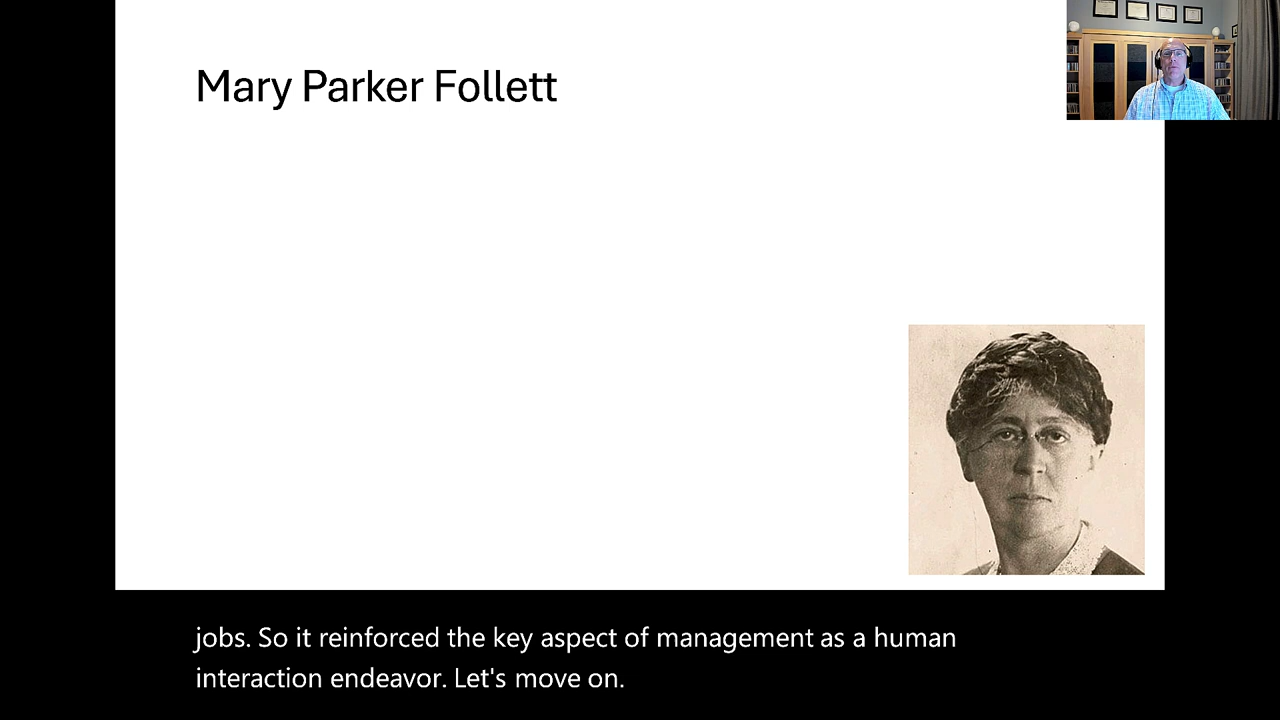 Mary Parker Follett
jobs. So it reinforced the key aspect of management as a human
interaction endeavor. Let's move on.